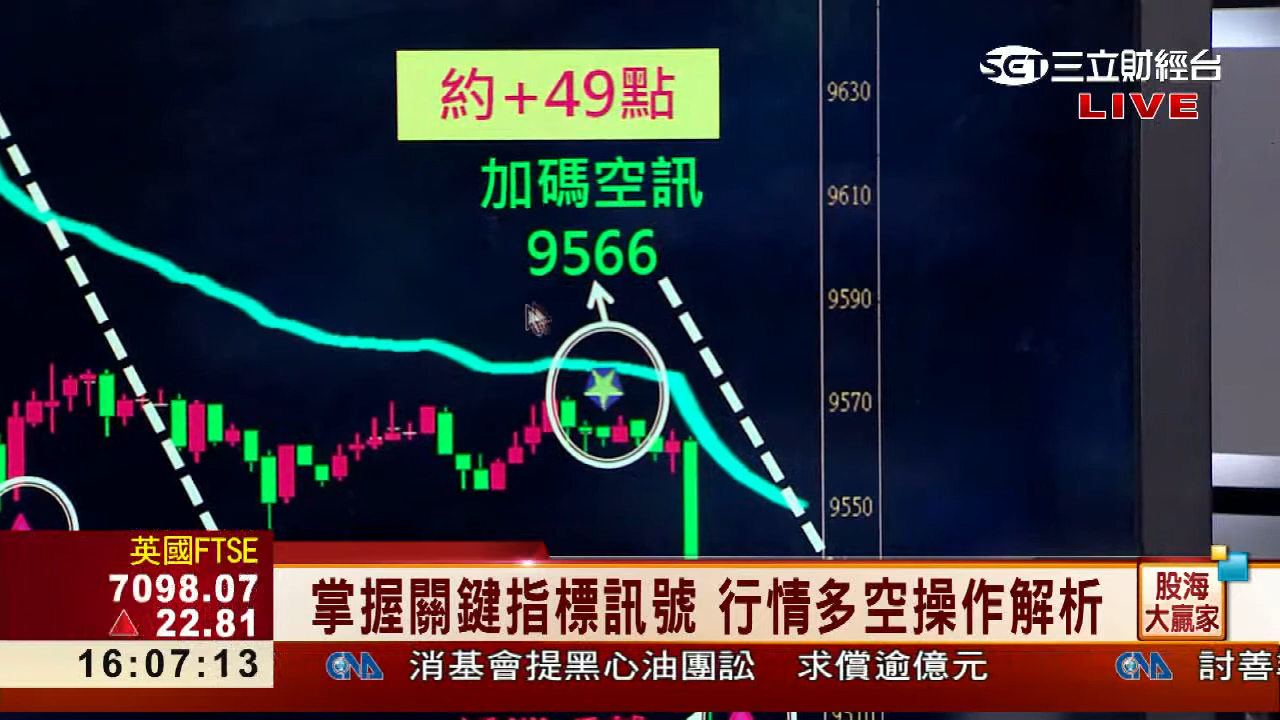 約+49點
加碼空訊
9566
SET三立財經台
LIVE
9630
9610
9590
9570
9550
英國FTSE
7098.07
22.81
16:07:13
掌握關鍵指標訊號 行情多空操作解析
股海
大贏家
CNA 消基會提黑心油團訟 求償逾億元 CNA 討善